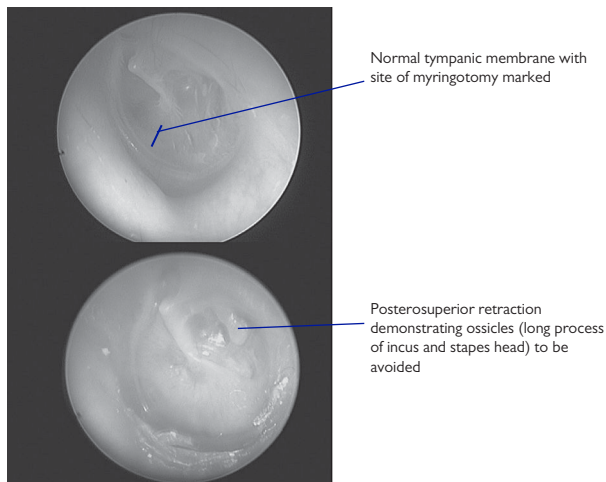 Normal tympanic membrane with
site of myringotomy marked
Posterosuperior retraction
demonstrating ossicles (long process
of incus and stapes head) to be
avoided